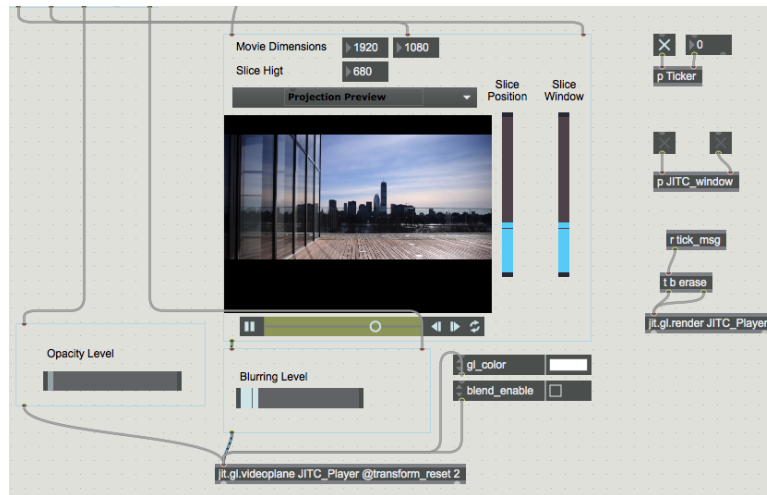 Movie Dimensions 1920 1080
Slice Higt 680
Projection Preview
Slice Position
Slice Window
0
p Ticker
p JITC_window
r tick_msg
t b erase
jit.gl.render JITC_Player
Opacity Level
Blurring Level
gl_color
blend_enable
jit.gl.videoplane JITC_Player @transform_reset 2